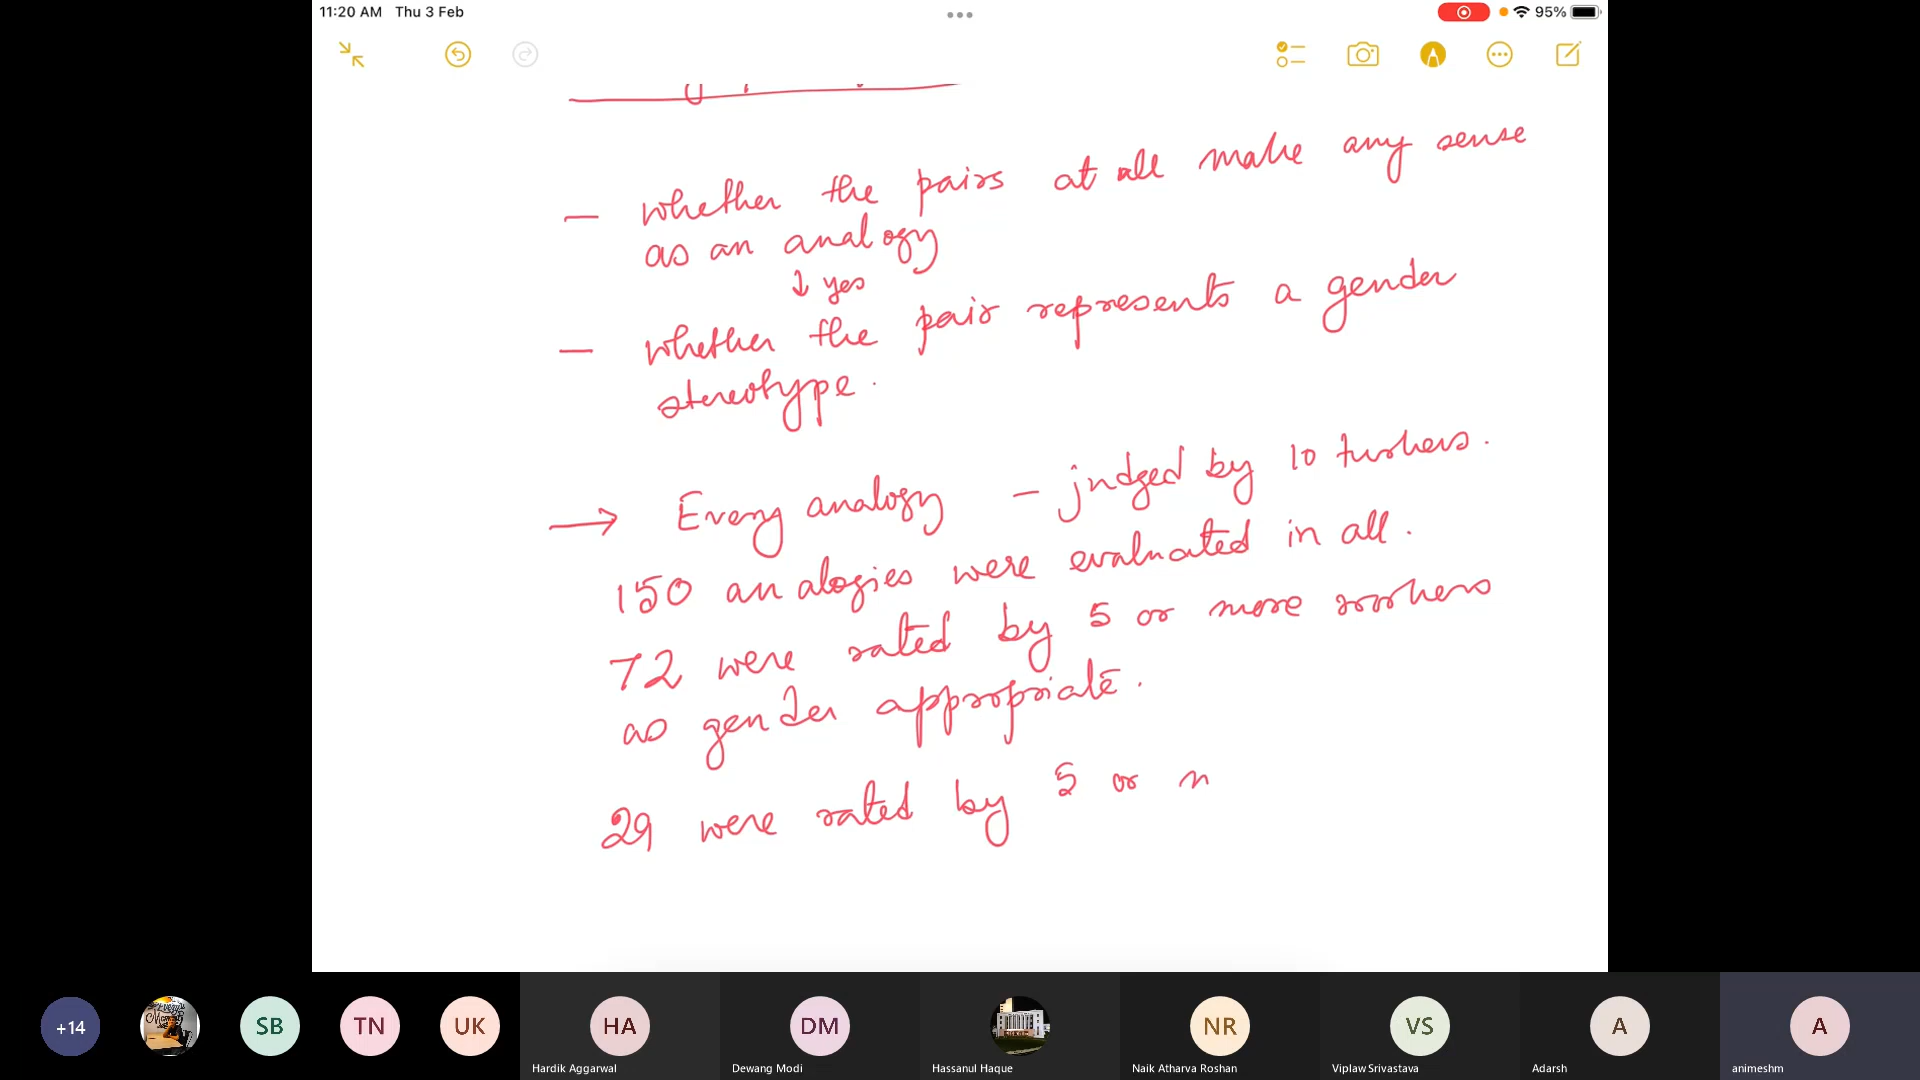 11:20 AM Thu 3 Feb
95%
— whether the pairs at all make any sense
as an analogy
↓ yes
— whether the pair represents a gender
stereotype.
→ Every analogy – judged by 10 turkers.
150 analogies were evaluated in all.
72 were rated by 5 or more workers
as gender appropriate.
29 were rated by 5 or m
+14
SB
TN
UK
HA
DM
NR
VS
A
A
Hardik Aggarwal
Dewang Modi
Hassanul Haque
Naik Atharva Roshan
Viplaw Srivastava
Adarsh
animeshm